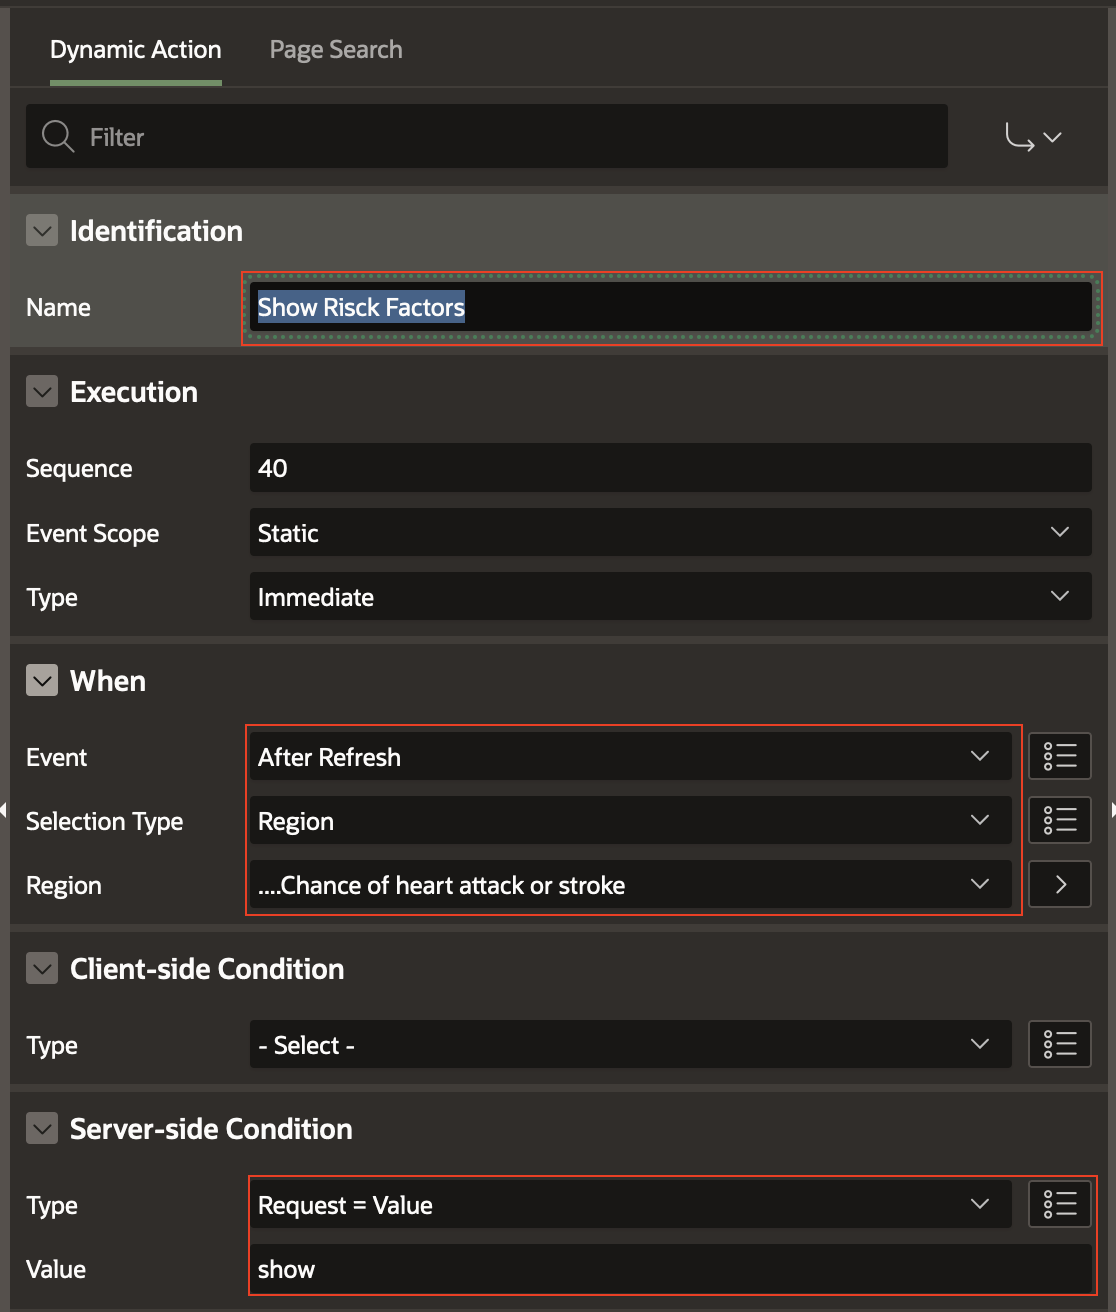 Dynamic Action Page Search
Filter
Identification
Name Show Risck Factors
Execution
Sequence 40
Event Scope Static
Type Immediate
When
Event After Refresh
Selection Type Region
Region ....Chance of heart attack or stroke
Client-side Condition
Type - Select -
Server-side Condition
Type Request = Value
Value show